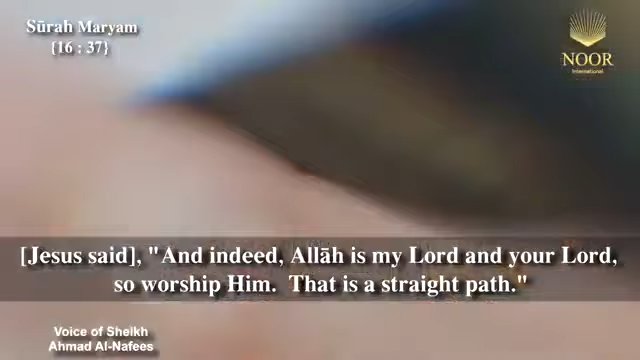 Sūrah Maryam
{16 : 37}
NOOR
International
[Jesus said], "And indeed, Allāh is my Lord and your Lord,
so worship Him.  That is a straight path."
Voice of Sheikh
Ahmad Al-Nafees